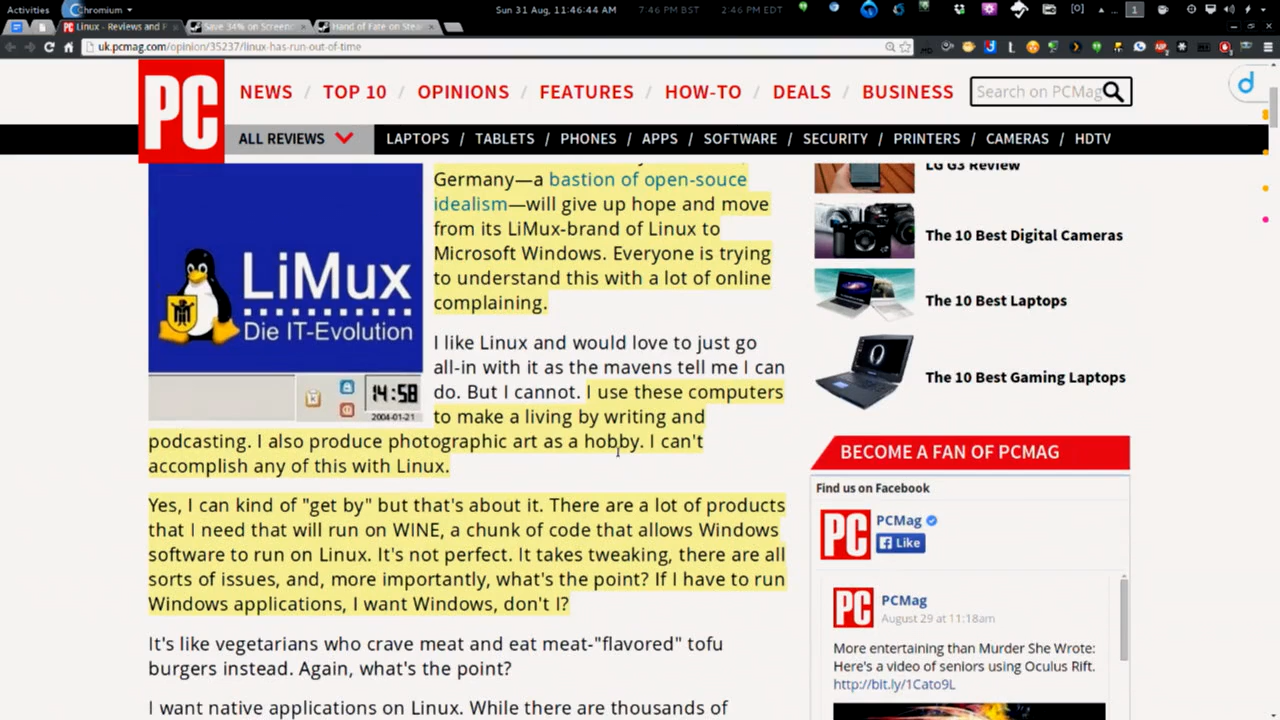 Activities
Chromium
Sun 31 Aug, 11:46:44 AM
7:46 PM BST
2:46 PM EDT
1
Linux - Reviews and P
Save 34% on Screen
Hand of Fate on Steam
uk.pcmag.com/opinion/35237/linux-has-run-out-of-time
PC
NEWS / TOP 10 / OPINIONS / FEATURES / HOW-TO / DEALS / BUSINESS
Search on PCMag
d
ALL REVIEWS
LAPTOPS TABLETS PHONES APPS SOFTWARE SECURITY PRINTERS CAMERAS HDTV
LiMux
Die IT-Evolution
14:58
2004-01-21
Germany—a bastion of open-souce
idealism—will give up hope and move
from its LiMux-brand of Linux to
Microsoft Windows. Everyone is trying
to understand this with a lot of online
complaining.
I like Linux and would love to just go
all-in with it as the mavens tell me I can
do. But I cannot. I use these computers
to make a living by writing and
podcasting. I also produce photographic art as a hobby. I can't
accomplish any of this with Linux.
Yes, I can kind of "get by" but that's about it. There are a lot of products
that I need that will run on WINE, a chunk of code that allows Windows
software to run on Linux. It's not perfect. It takes tweaking, there are all
sorts of issues, and, more importantly, what's the point? If I have to run
Windows applications, I want Windows, don't I?
It's like vegetarians who crave meat and eat meat-"flavored" tofu
burgers instead. Again, what's the point?
I want native applications on Linux. While there are thousands of
LG G3 Review
The 10 Best Digital Cameras
The 10 Best Laptops
The 10 Best Gaming Laptops
BECOME A FAN OF PCMAG
Find us on Facebook
PC
PCMag
Like
PC
PCMag
August 29 at 11:18am
More entertaining than Murder She Wrote:
Here's a video of seniors using Oculus Rift.
http://bit.ly/1Cato9L